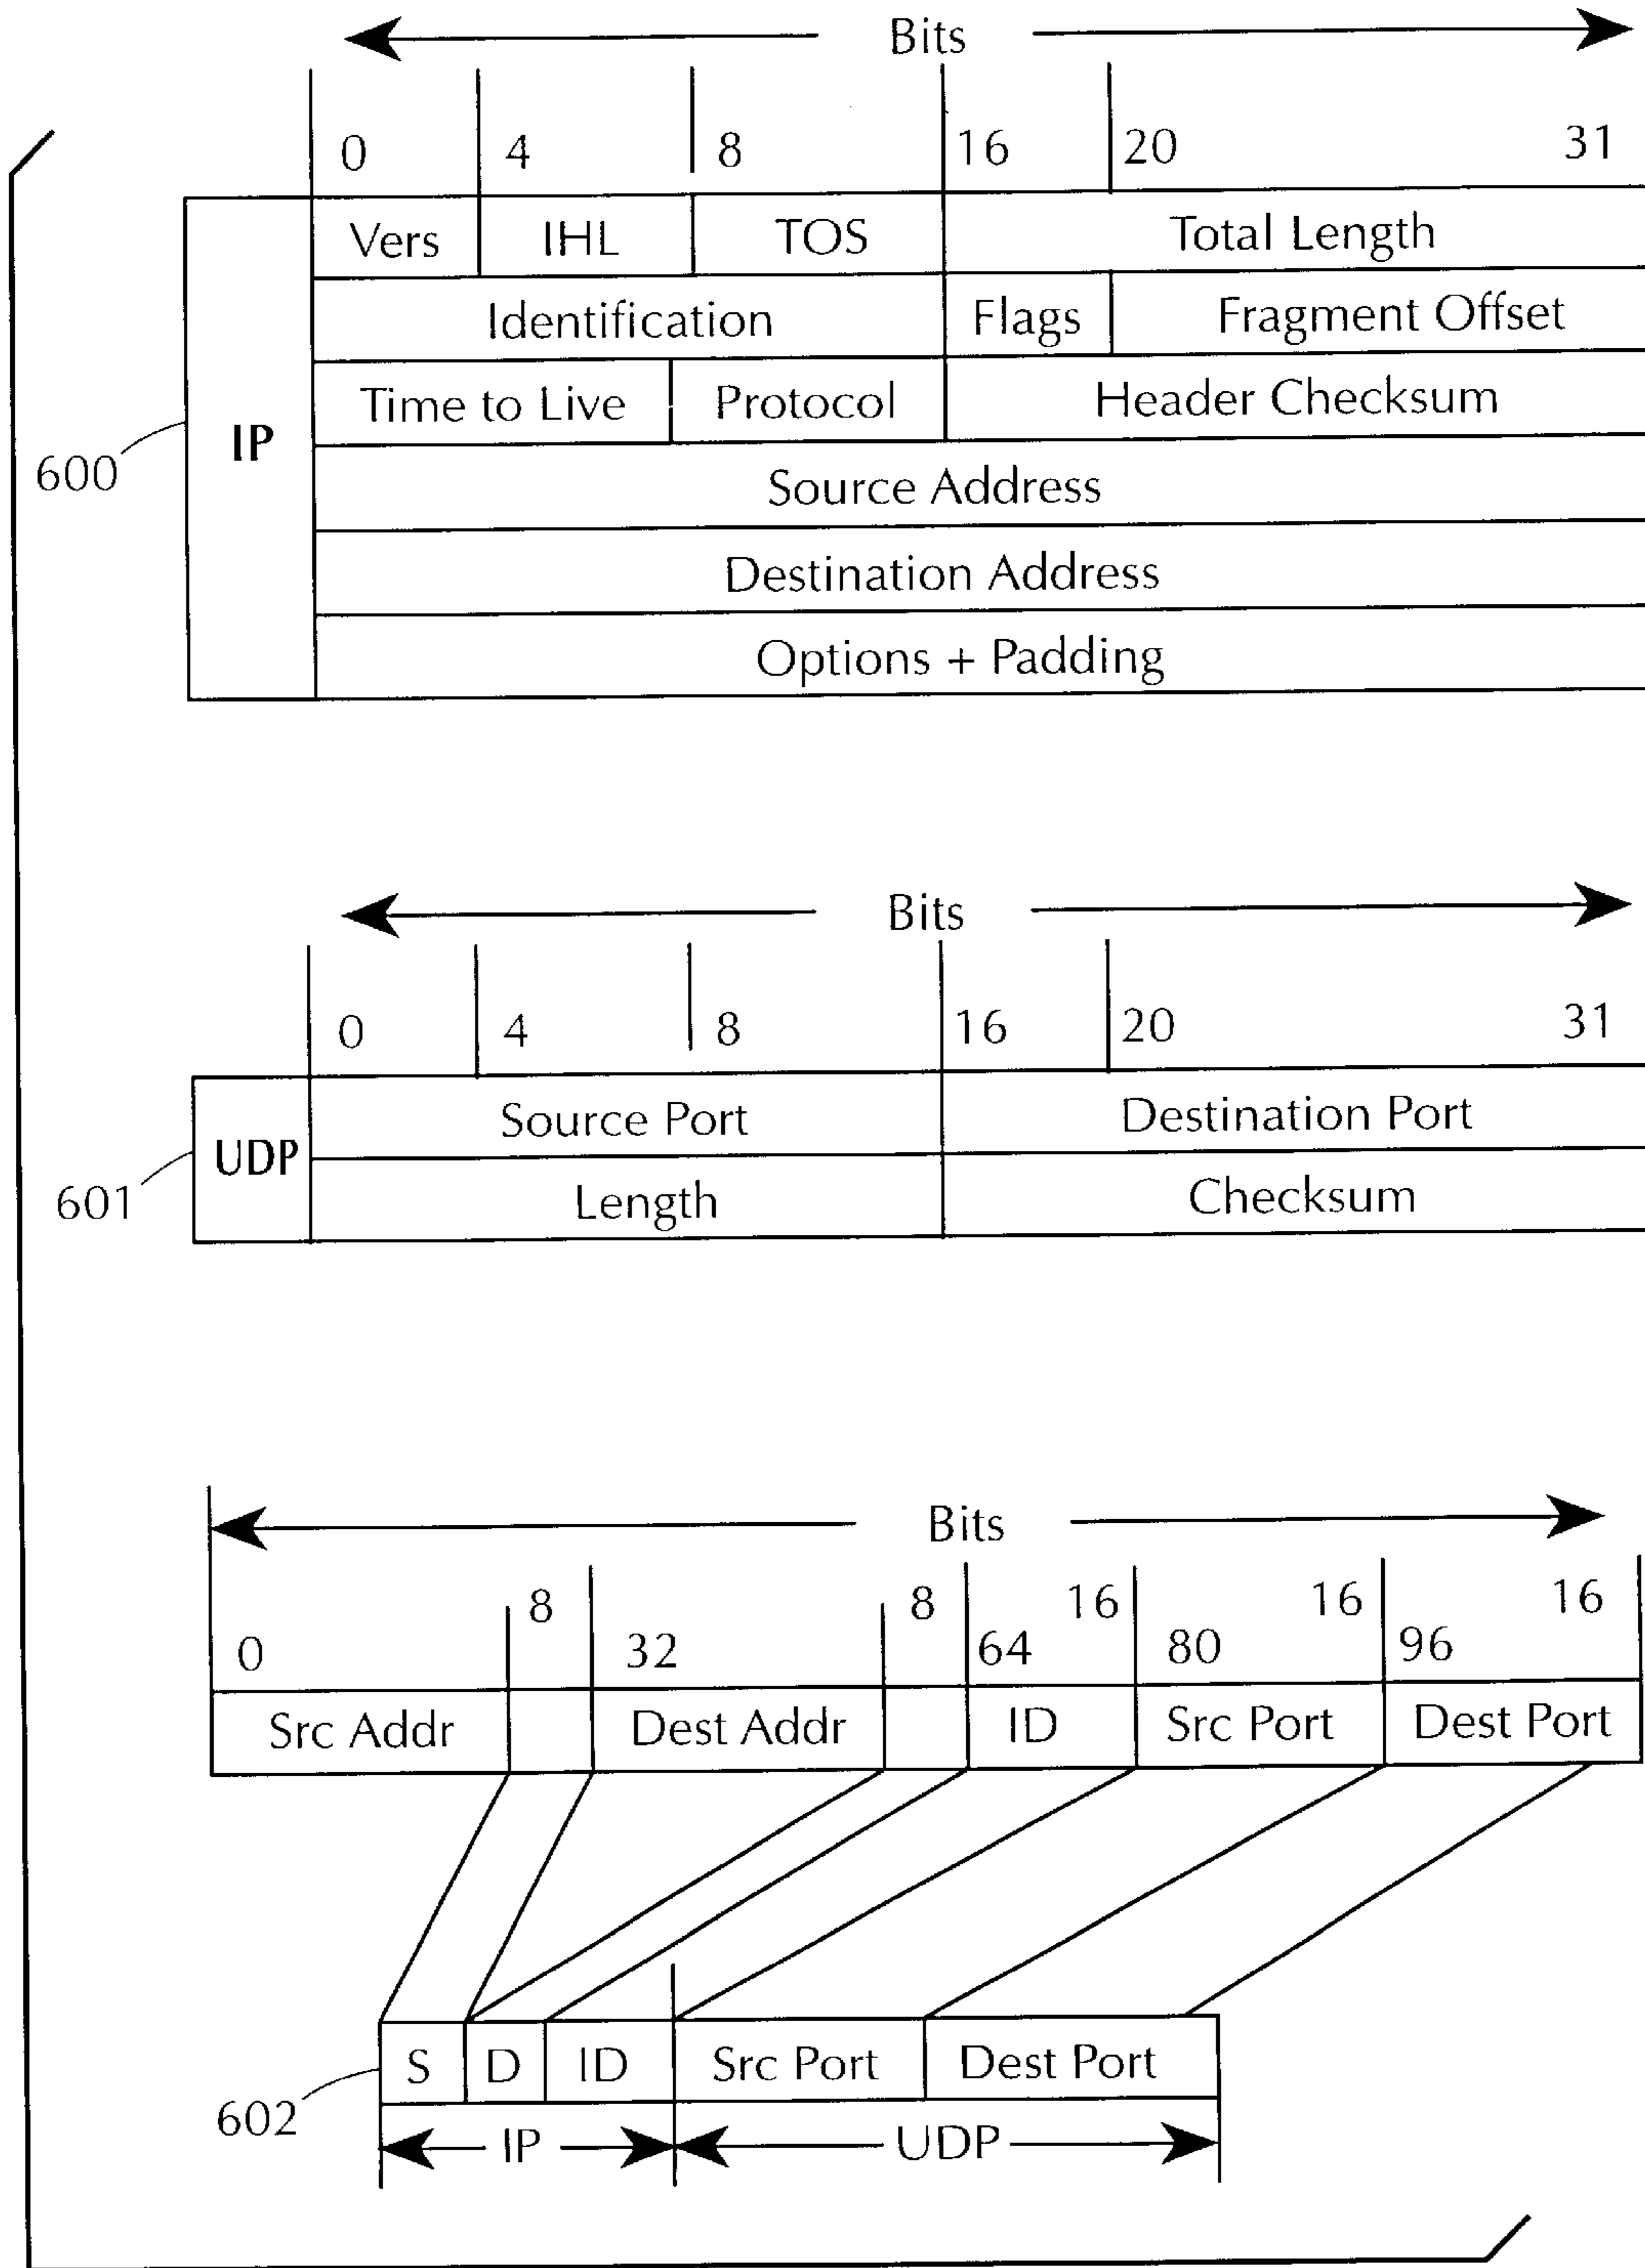 Bits
0 4 8 16 20 31
Vers IHL TOS Total Length
Identification Flags Fragment Offset
Time to Live Protocol Header Checksum
IP
600
Source Address
Destination Address
Options + Padding
Bits
0 4 8 16 20 31
Source Port Destination Port
UDP
601
Length Checksum
Bits
8 8 16 16 16
0 32 64 80 96
Src Addr Dest Addr ID Src Port Dest Port
S D ID Src Port Dest Port
602
IP UDP